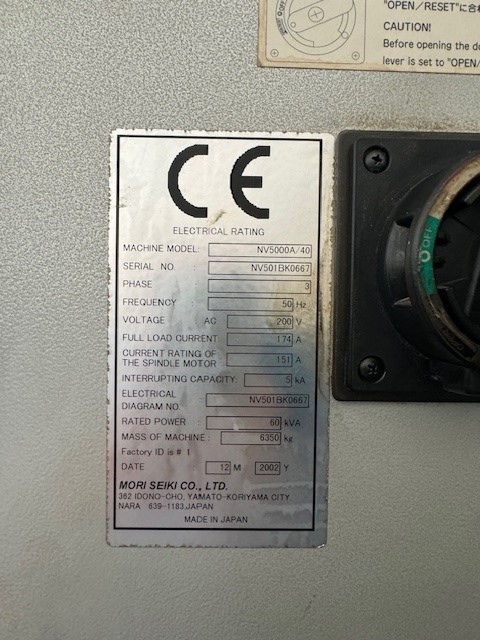 "OPEN/RESET"に合
CAUTION!
Before opening the do
lever is set to "OPEN/
CE
ELECTRICAL RATING
MACHINE MODEL: NV5000A/40
SERIAL NO. : NV501BK0667
PHASE : 3
FREQUENCY : 50 Hz
VOLTAGE AC 200 V
FULL LOAD CURRENT : 174 A
CURRENT RATING OF
THE SPINDLE MOTOR : 151 A
INTERRUPTING CAPACITY: 5 kA
ELECTRICAL
DIAGRAM NO. : NV501BK0667
RATED POWER : 60 kVA
MASS OF MACHINE : 6350 kg
Factory ID is # 1
DATE 12 M 2002 Y
MORI SEIKI CO., LTD.
362 IDONO-CHO, YAMATO-KORIYAMA CITY,
NARA 639-1183,JAPAN
MADE IN JAPAN
OFF